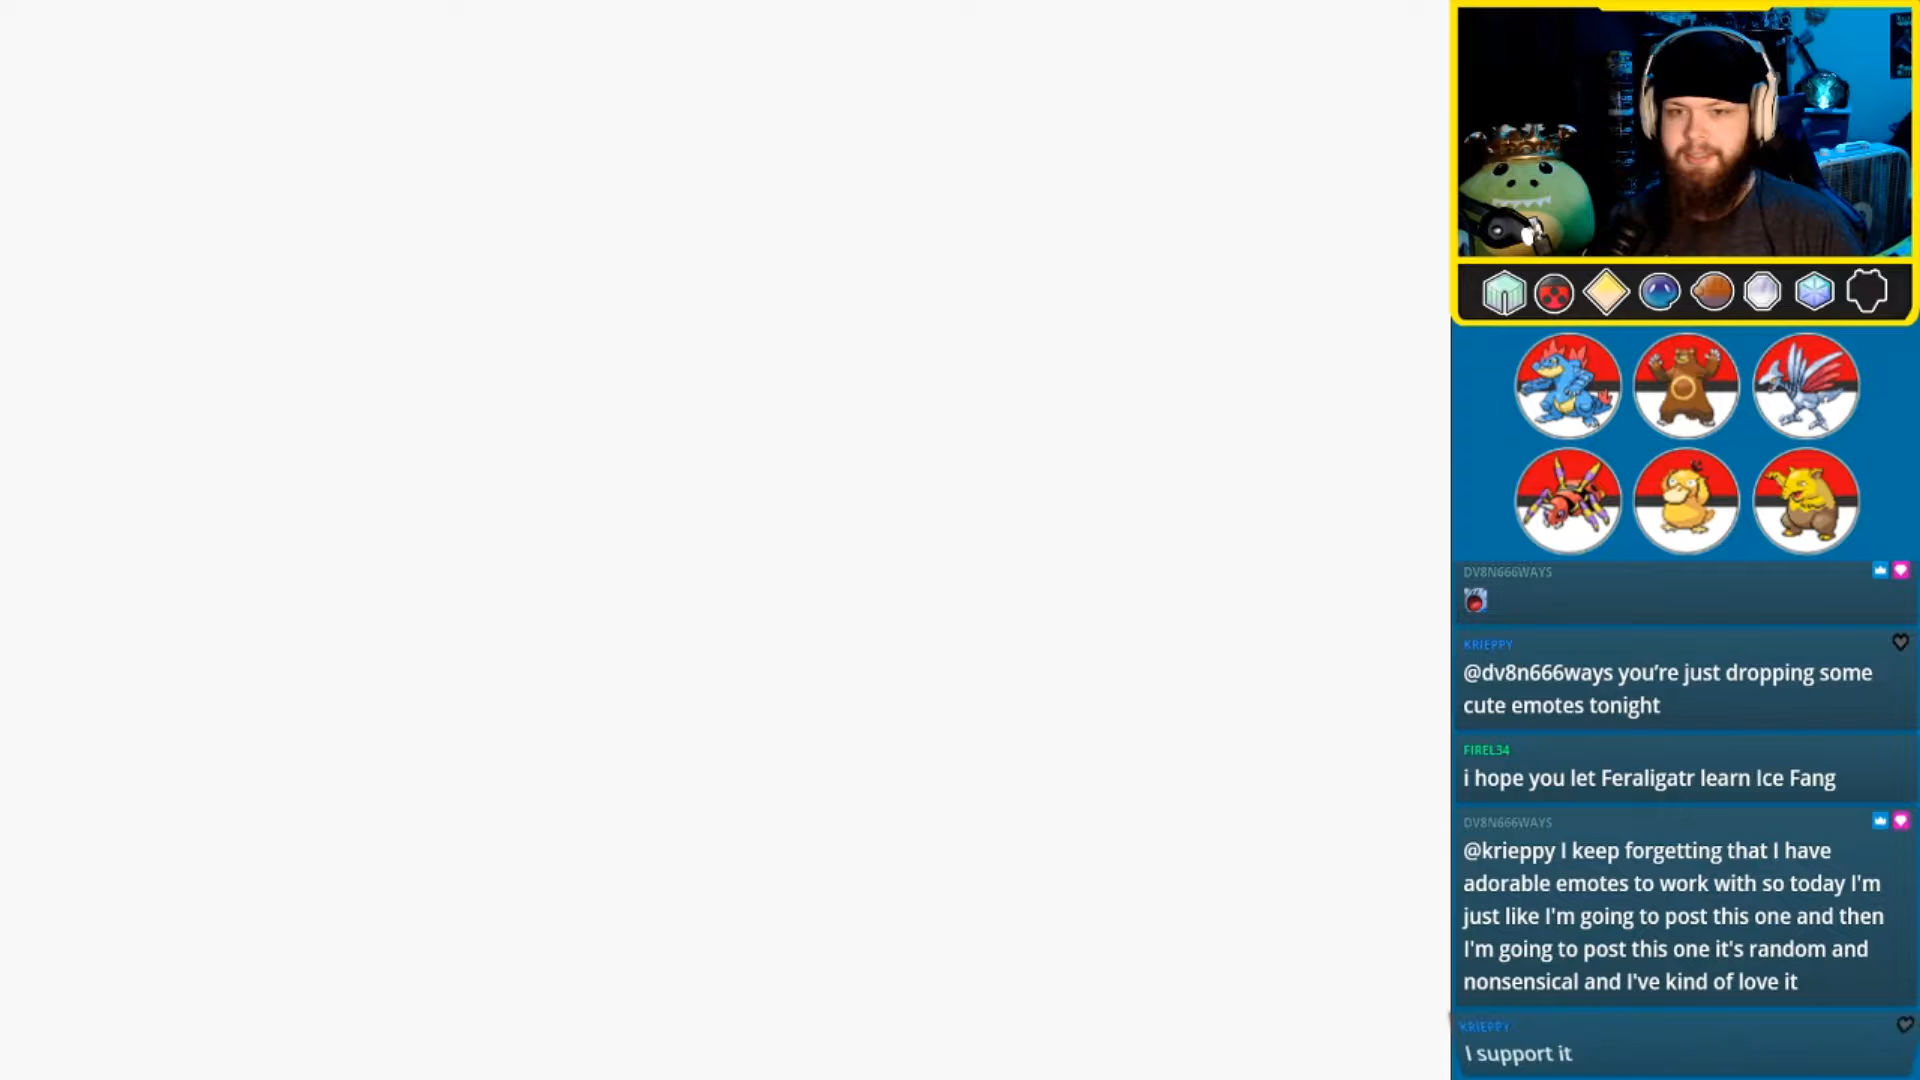 DV8N666WAYS
KRIEPPY
@dv8n666ways you're just dropping some
cute emotes tonight
FIREL34
i hope you let Feraligatr learn Ice Fang
DV8N666WAYS
@krieppy I keep forgetting that I have
adorable emotes to work with so today I'm
just like I'm going to post this one and then
I'm going to post this one it's random and
nonsensical and I've kind of love it
KRIEPPY
I support it